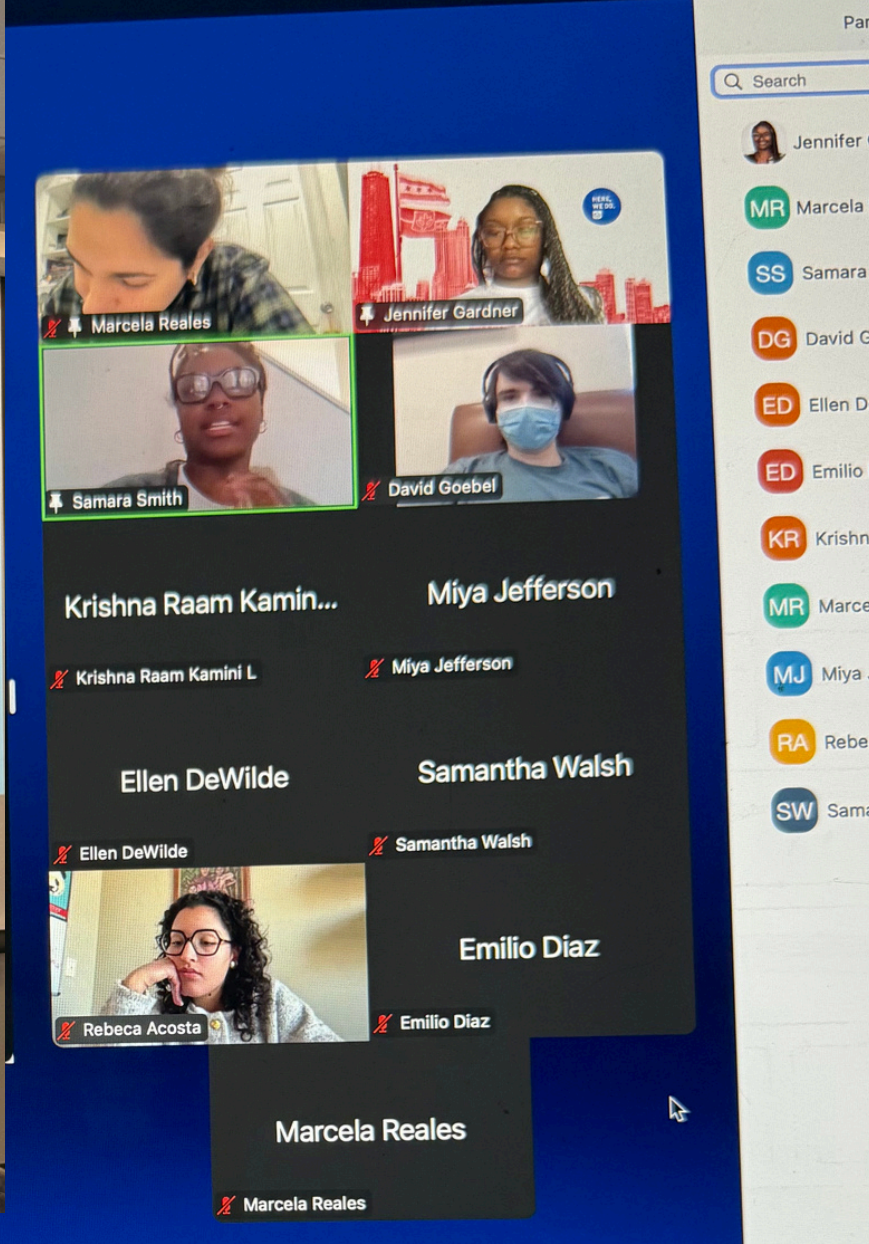 Par
Search
Jennifer
MR Marcela
SS Samara
DG David G
ED Ellen D
ED Emilio
KR Krishn
MR Marce
MJ Miya
RA Rebe
SW Sama
HERE,
WE DO.
Marcela Reales
Jennifer Gardner
Samara Smith
David Goebel
Krishna Raam Kamin...
Miya Jefferson
Krishna Raam Kamini L
Miya Jefferson
Ellen DeWilde
Samantha Walsh
Ellen DeWilde
Samantha Walsh
Emilio Diaz
Rebeca Acosta
Emilio Diaz
Marcela Reales
Marcela Reales